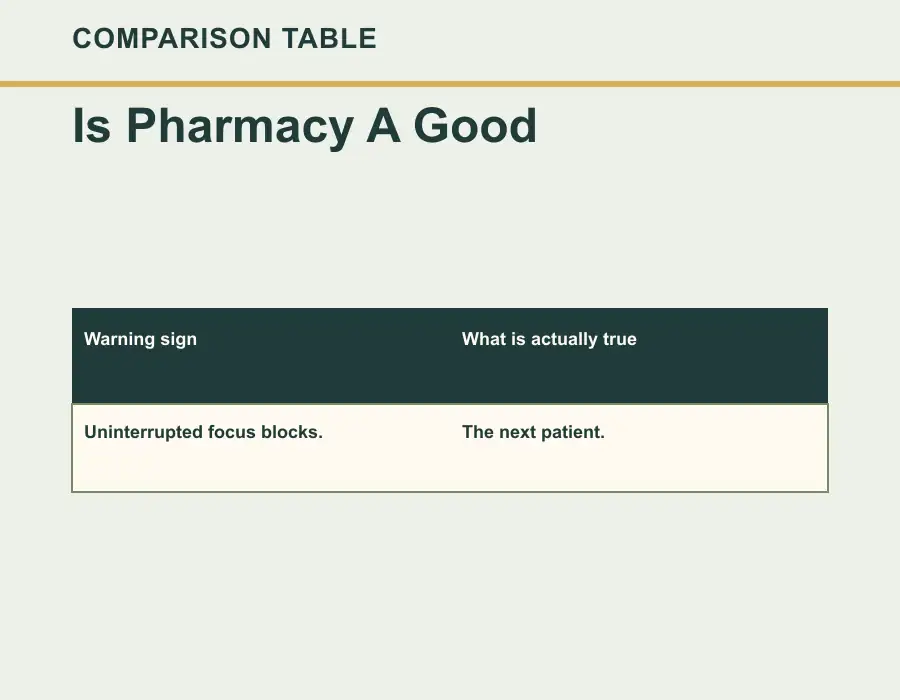 COMPARISON TABLE
Is Pharmacy A Good
Warning sign What is actually true
Uninterrupted focus blocks. The next patient.